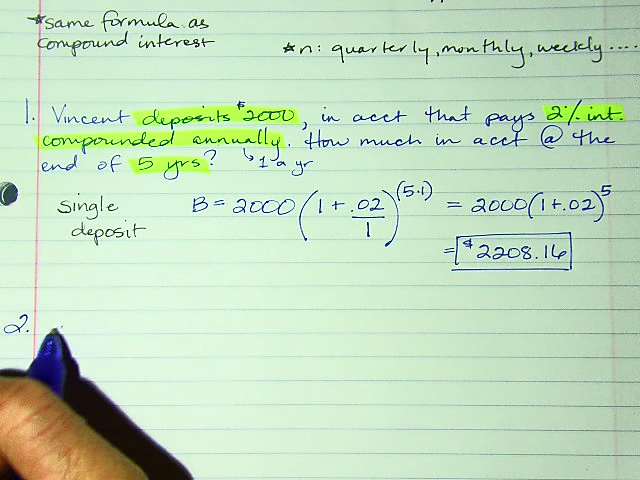 *same formula as
compound interest
*n: quarterly, monthly, weekly....
1. Vincent deposits $2000, in acct that pays 2% int.
compounded annually. How much in acct @ the
end of 5 yrs? ↳ 1 a yr
single
deposit
B = 2000 (1 + .02/1)^(5·1) = 2000(1+.02)^5
= $2208.16
2.